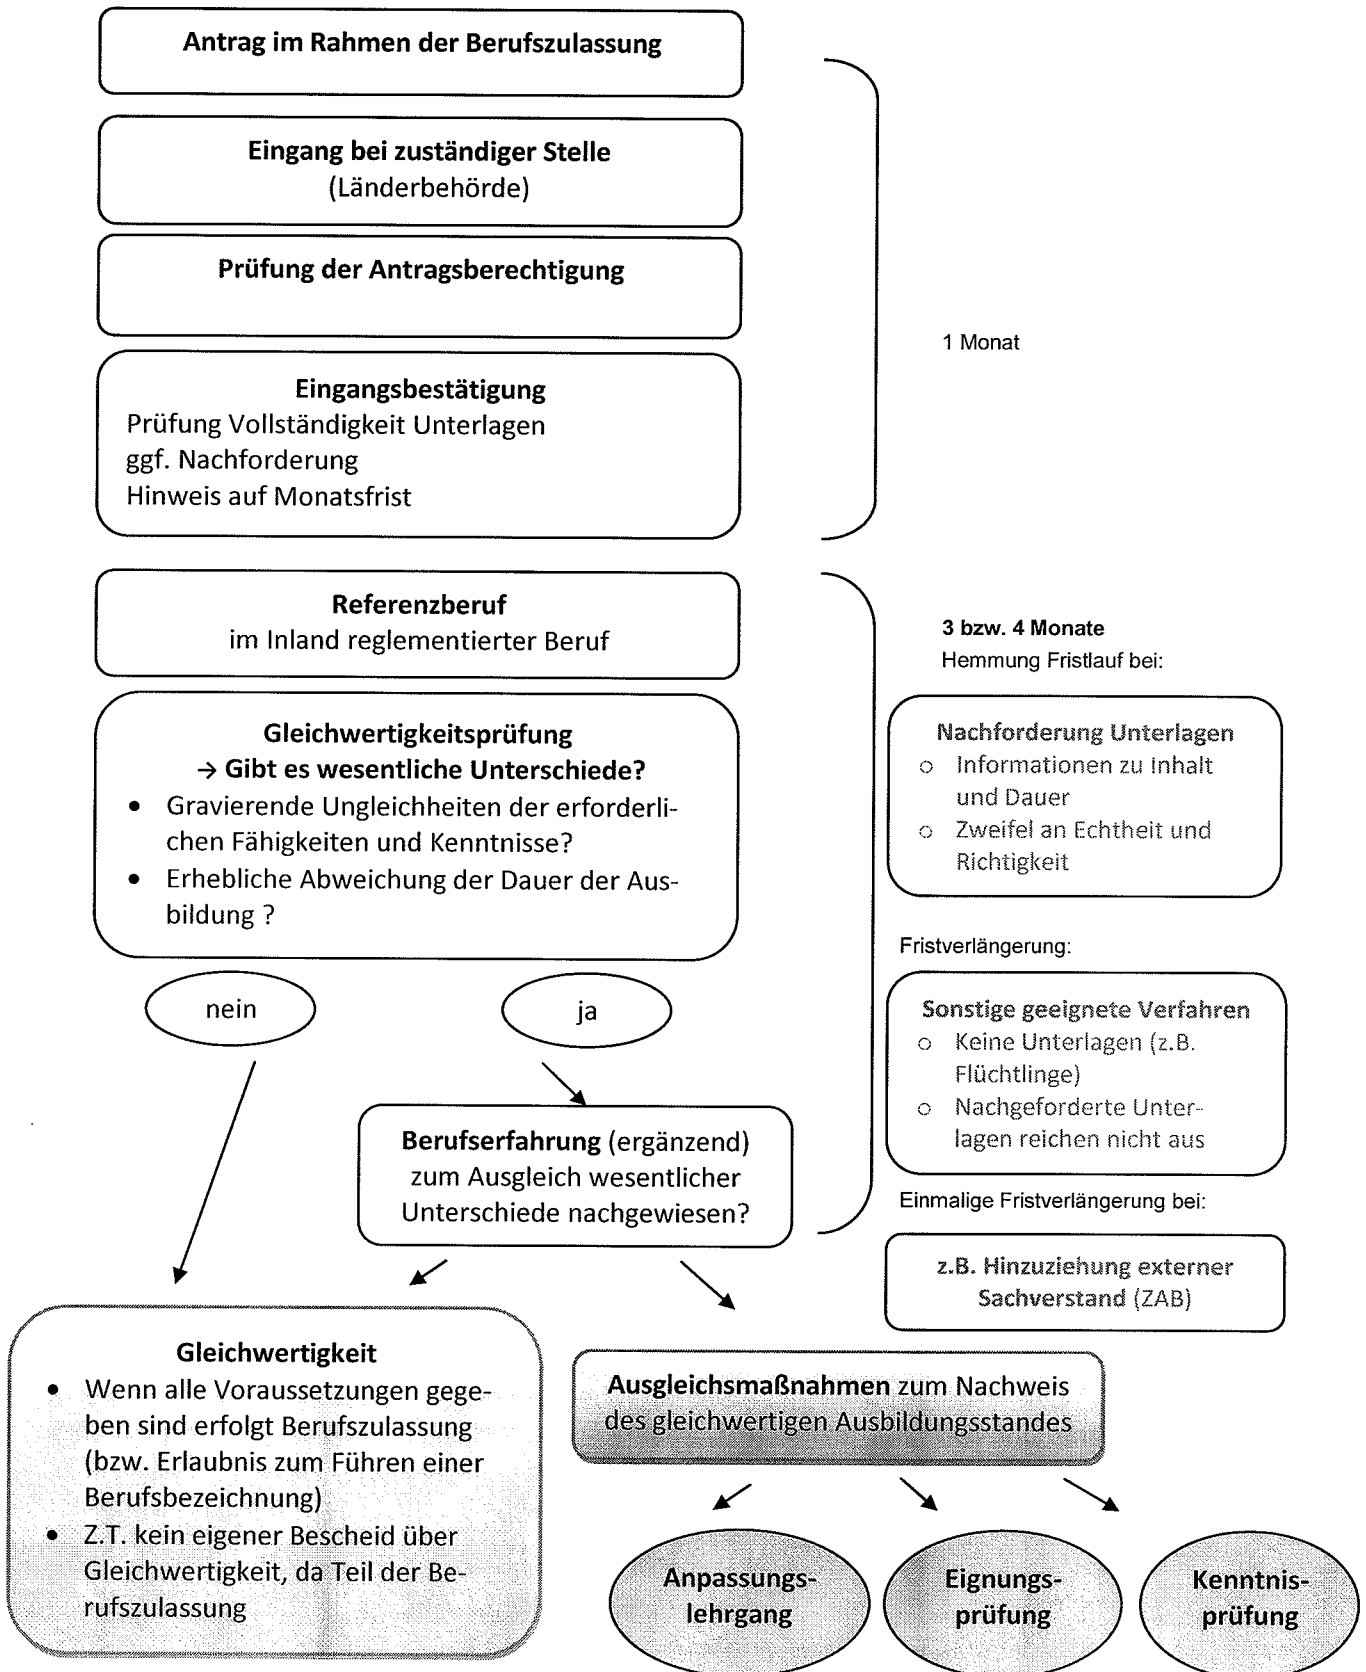 Antrag im Rahmen der Berufszulassung
Eingang bei zuständiger Stelle
(Länderbehörde)
Prüfung der Antragsberechtigung
Eingangsbestätigung
Prüfung Vollständigkeit Unterlagen
ggf. Nachforderung
Hinweis auf Monatsfrist
1 Monat
Referenzberuf
im Inland reglementierter Beruf
Gleichwertigkeitsprüfung
→ Gibt es wesentliche Unterschiede?
• Gravierende Ungleichheiten der erforderli-
chen Fähigkeiten und Kenntnisse?
• Erhebliche Abweichung der Dauer der Aus-
bildung ?
nein
ja
Berufserfahrung (ergänzend)
zum Ausgleich wesentlicher
Unterschiede nachgewiesen?
3 bzw. 4 Monate
Hemmung Fristlauf bei:
Nachforderung Unterlagen
o Informationen zu Inhalt
und Dauer
o Zweifel an Echtheit und
Richtigkeit
Fristverlängerung:
Sonstige geeignete Verfahren
o Keine Unterlagen (z.B.
Flüchtlinge)
o Nachgeforderte Unter-
lagen reichen nicht aus
Einmalige Fristverlängerung bei:
z.B. Hinzuziehung externer
Sachverstand (ZAB)
Gleichwertigkeit
• Wenn alle Voraussetzungen gege-
ben sind erfolgt Berufszulassung
(bzw. Erlaubnis zum Führen einer
Berufsbezeichnung)
• Z.T. kein eigener Bescheid über
Gleichwertigkeit, da Teil der Be-
rufszulassung
Ausgleichsmaßnahmen zum Nachweis
des gleichwertigen Ausbildungsstandes
Anpassungs-
lehrgang
Eignungs-
prüfung
Kenntnis-
prüfung